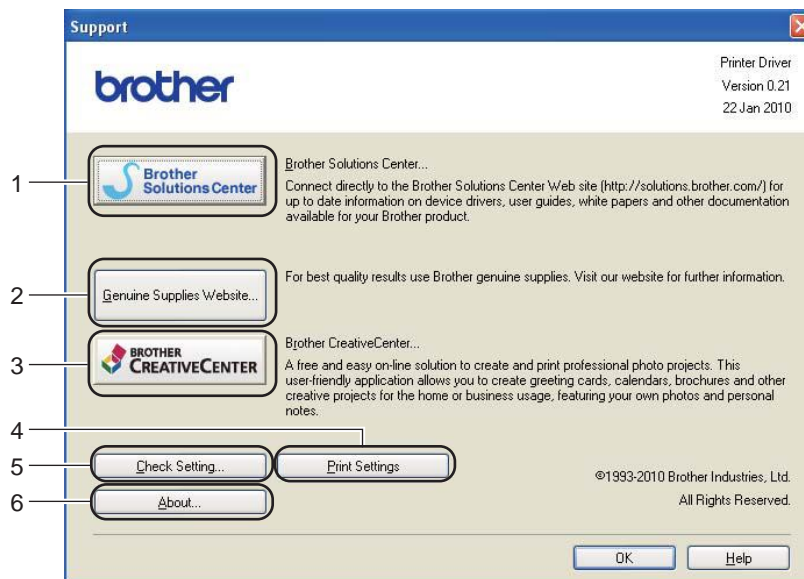 Support
brother
Printer Driver
Version 0.21
22 Jan 2010
1
Brother
Solutions Center
Brother Solutions Center...
Connect directly to the Brother Solutions Center Web site (http://solutions.brother.com/) for
up to date information on device drivers, user guides, white papers and other documentation
available for your Brother product.
2
Genuine Supplies Website...
For best quality results use Brother genuine supplies. Visit our website for further information.
3
BROTHER
CREATIVECENTER
Brother CreativeCenter...
A free and easy on-line solution to create and print professional photo projects. This
user-friendly application allows you to create greeting cards, calendars, brochures and other
creative projects for the home or business usage, featuring your own photos and personal
notes.
4
5
Check Setting...
Print Settings
6
About...
©1993-2010 Brother Industries, Ltd.
All Rights Reserved.
OK
Help